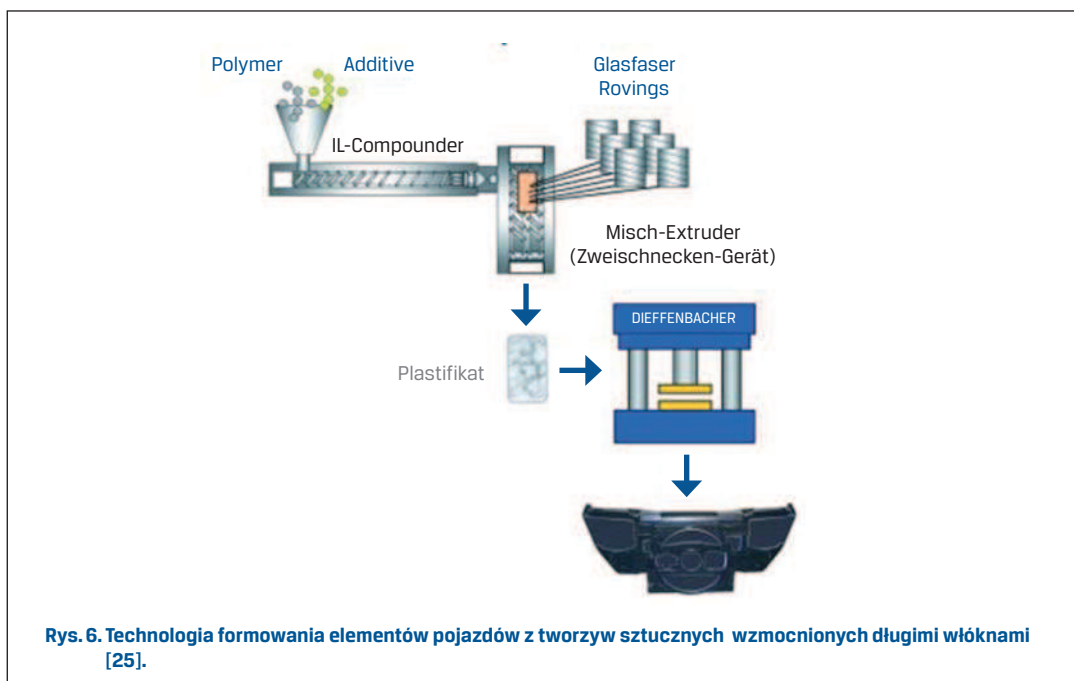 Polymer Additive
Glasfaser
Rovings
IL-Compounder
Misch-Extruder
(Zweischnecken-Gerät)
DIEFFENBACHER
Plastifikat
Rys. 6. Technologia formowania elementów pojazdów z tworzyw sztucznych wzmocnionych długimi włóknami
[25].